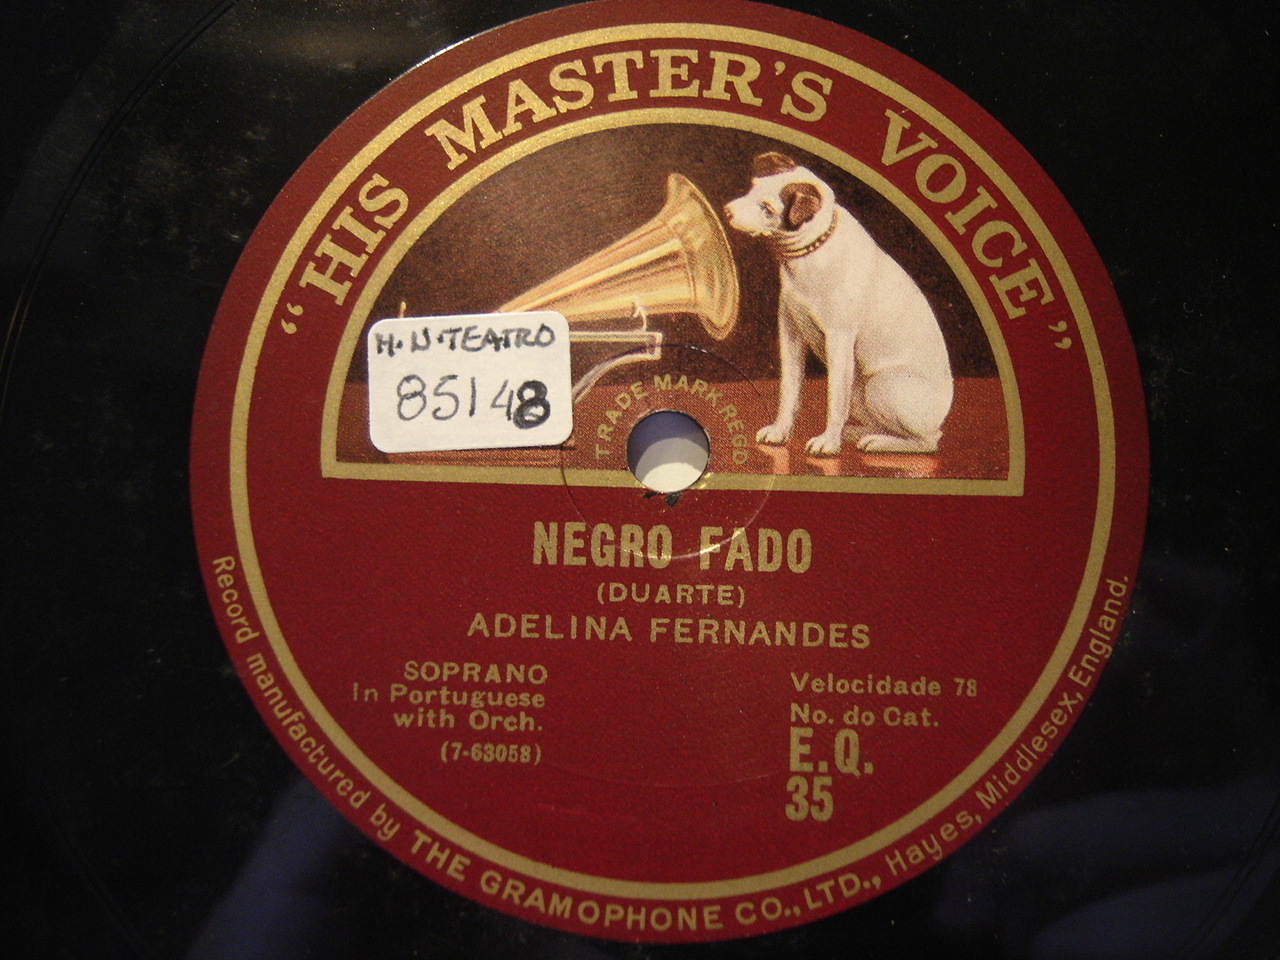 “HIS MASTER'S VOICE”
M.N.TEATRO
85148
TRADE MARK REGD
NEGRO FADO
(DUARTE)
ADELINA FERNANDES
SOPRANO
In Portuguese
with Orch.
(7-63058)
Velocidade 78
No. do Cat.
E.Q.
35
Record manufactured by THE GRAMOPHONE CO., LTD., Hayes, Middlesex, England.